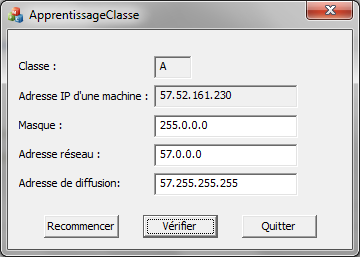 ApprentissageClasse
Classe : A
Adresse IP d'une machine : 57.52.161.230
Masque : 255.0.0.0
Adresse réseau : 57.0.0.0
Adresse de diffusion: 57.255.255.255
Recommencer Vérifier Quitter